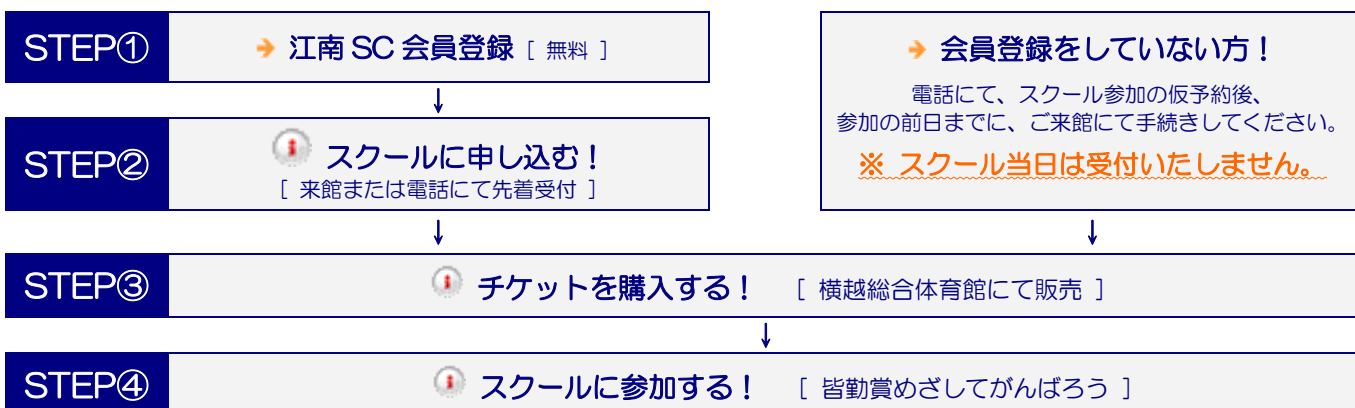 STEP① 江南 SC 会員登録 [ 無料 ]
STEP② スクールに申し込む！
[ 来館または電話にて先着受付 ]
会員登録をしていない方！
電話にて、スクール参加の仮予約後、
参加の前日までに、ご来館にて手続きしてください。
※ スクール当日は受付いたしません。
STEP③ チケットを購入する！ [ 横越総合体育館にて販売 ]
STEP④ スクールに参加する！ [ 皆勤賞めざしてがんばろう ]